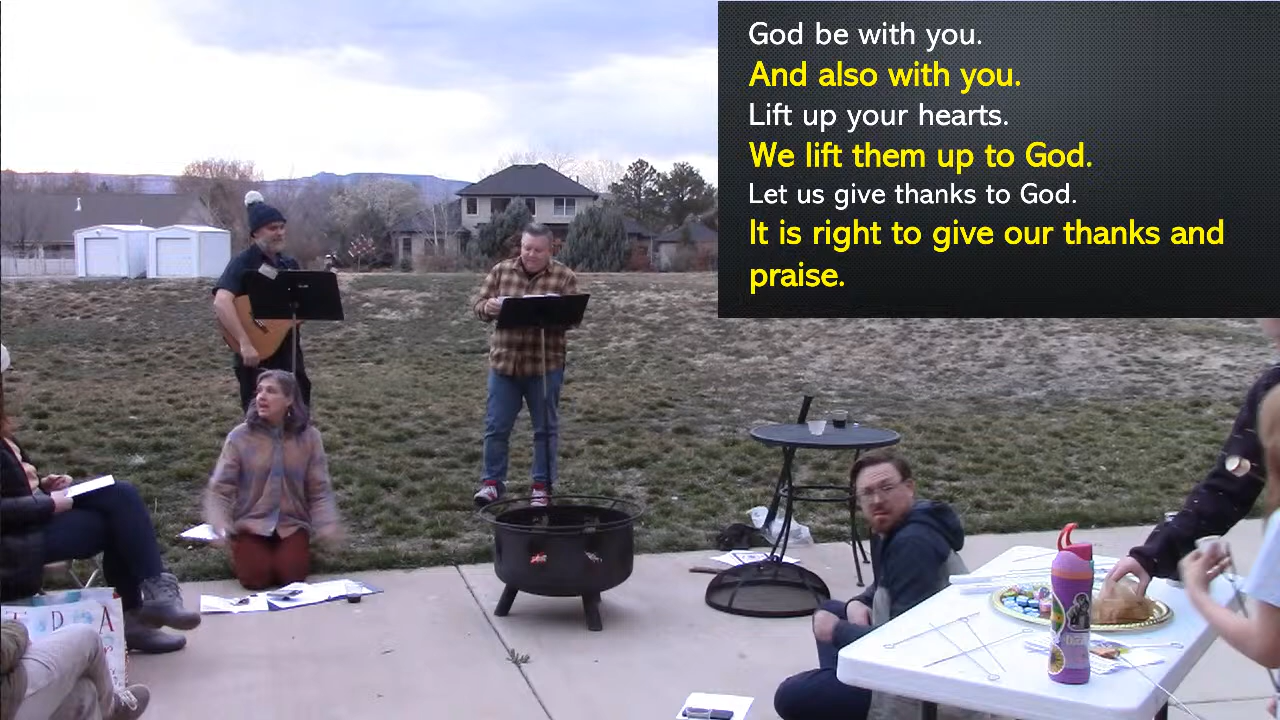 God be with you.
And also with you.
Lift up your hearts.
We lift them up to God.
Let us give thanks to God.
It is right to give our thanks and
praise.